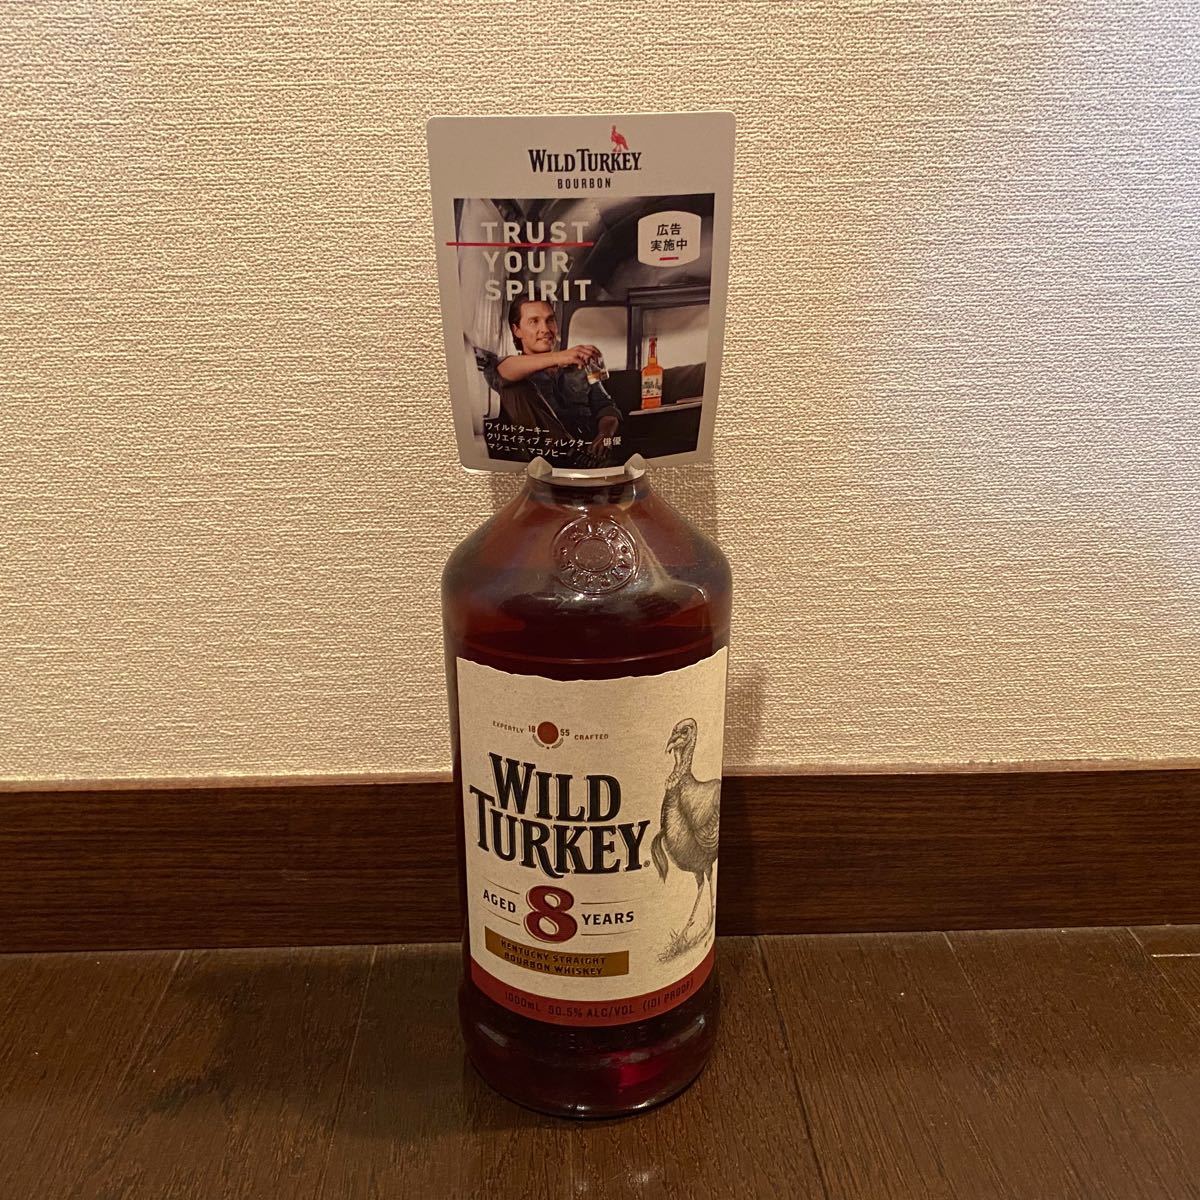 WILD TURKEY
BOURBON
TRUST
YOUR
SPIRIT
広告
実施中
ワイルドターキー
クリエイティブ ディレクター 俳優
マシュー・マコノヒー
EXPERTLY 18 55 CRAFTED
WILD
TURKEY
AGED 8 YEARS
KENTUCKY STRAIGHT
BOURBON WHISKEY
1000mL 50.5% ALC/VOL (101 PROOF)